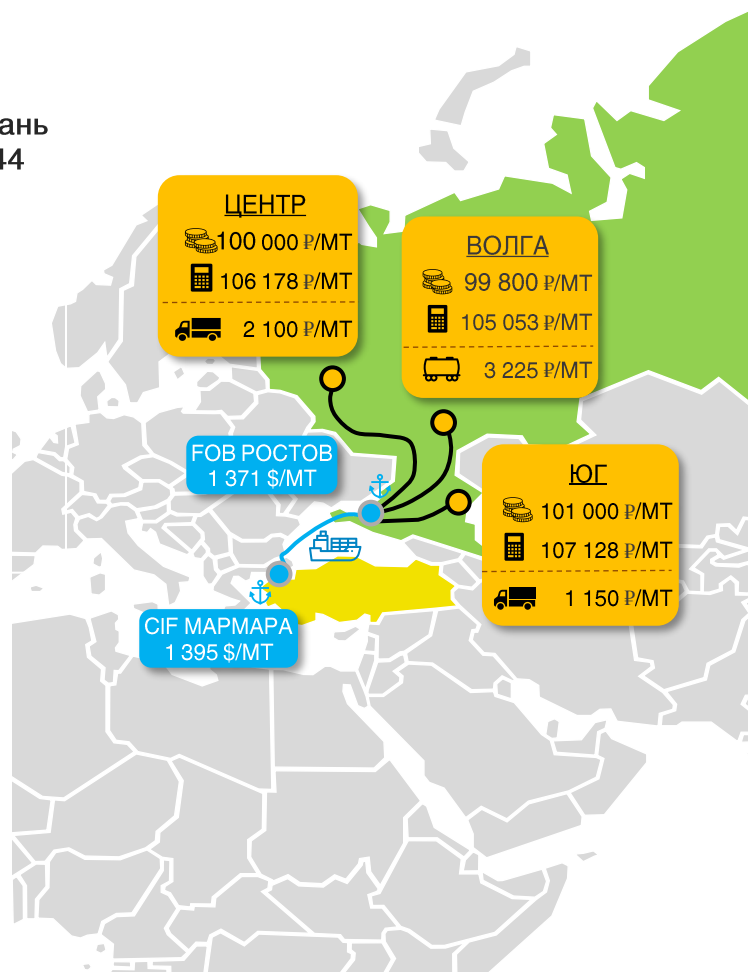 ань
44
ЦЕНТР
100 000 ₽/МТ
106 178 ₽/МТ
2 100 ₽/МТ
ВОЛГА
99 800 ₽/МТ
105 053 ₽/МТ
3 225 ₽/МТ
FOB РОСТОВ
1 371 $/МТ
ЮГ
101 000 ₽/МТ
107 128 ₽/МТ
1 150 ₽/МТ
CIF МАРМАРА
1 395 $/МТ